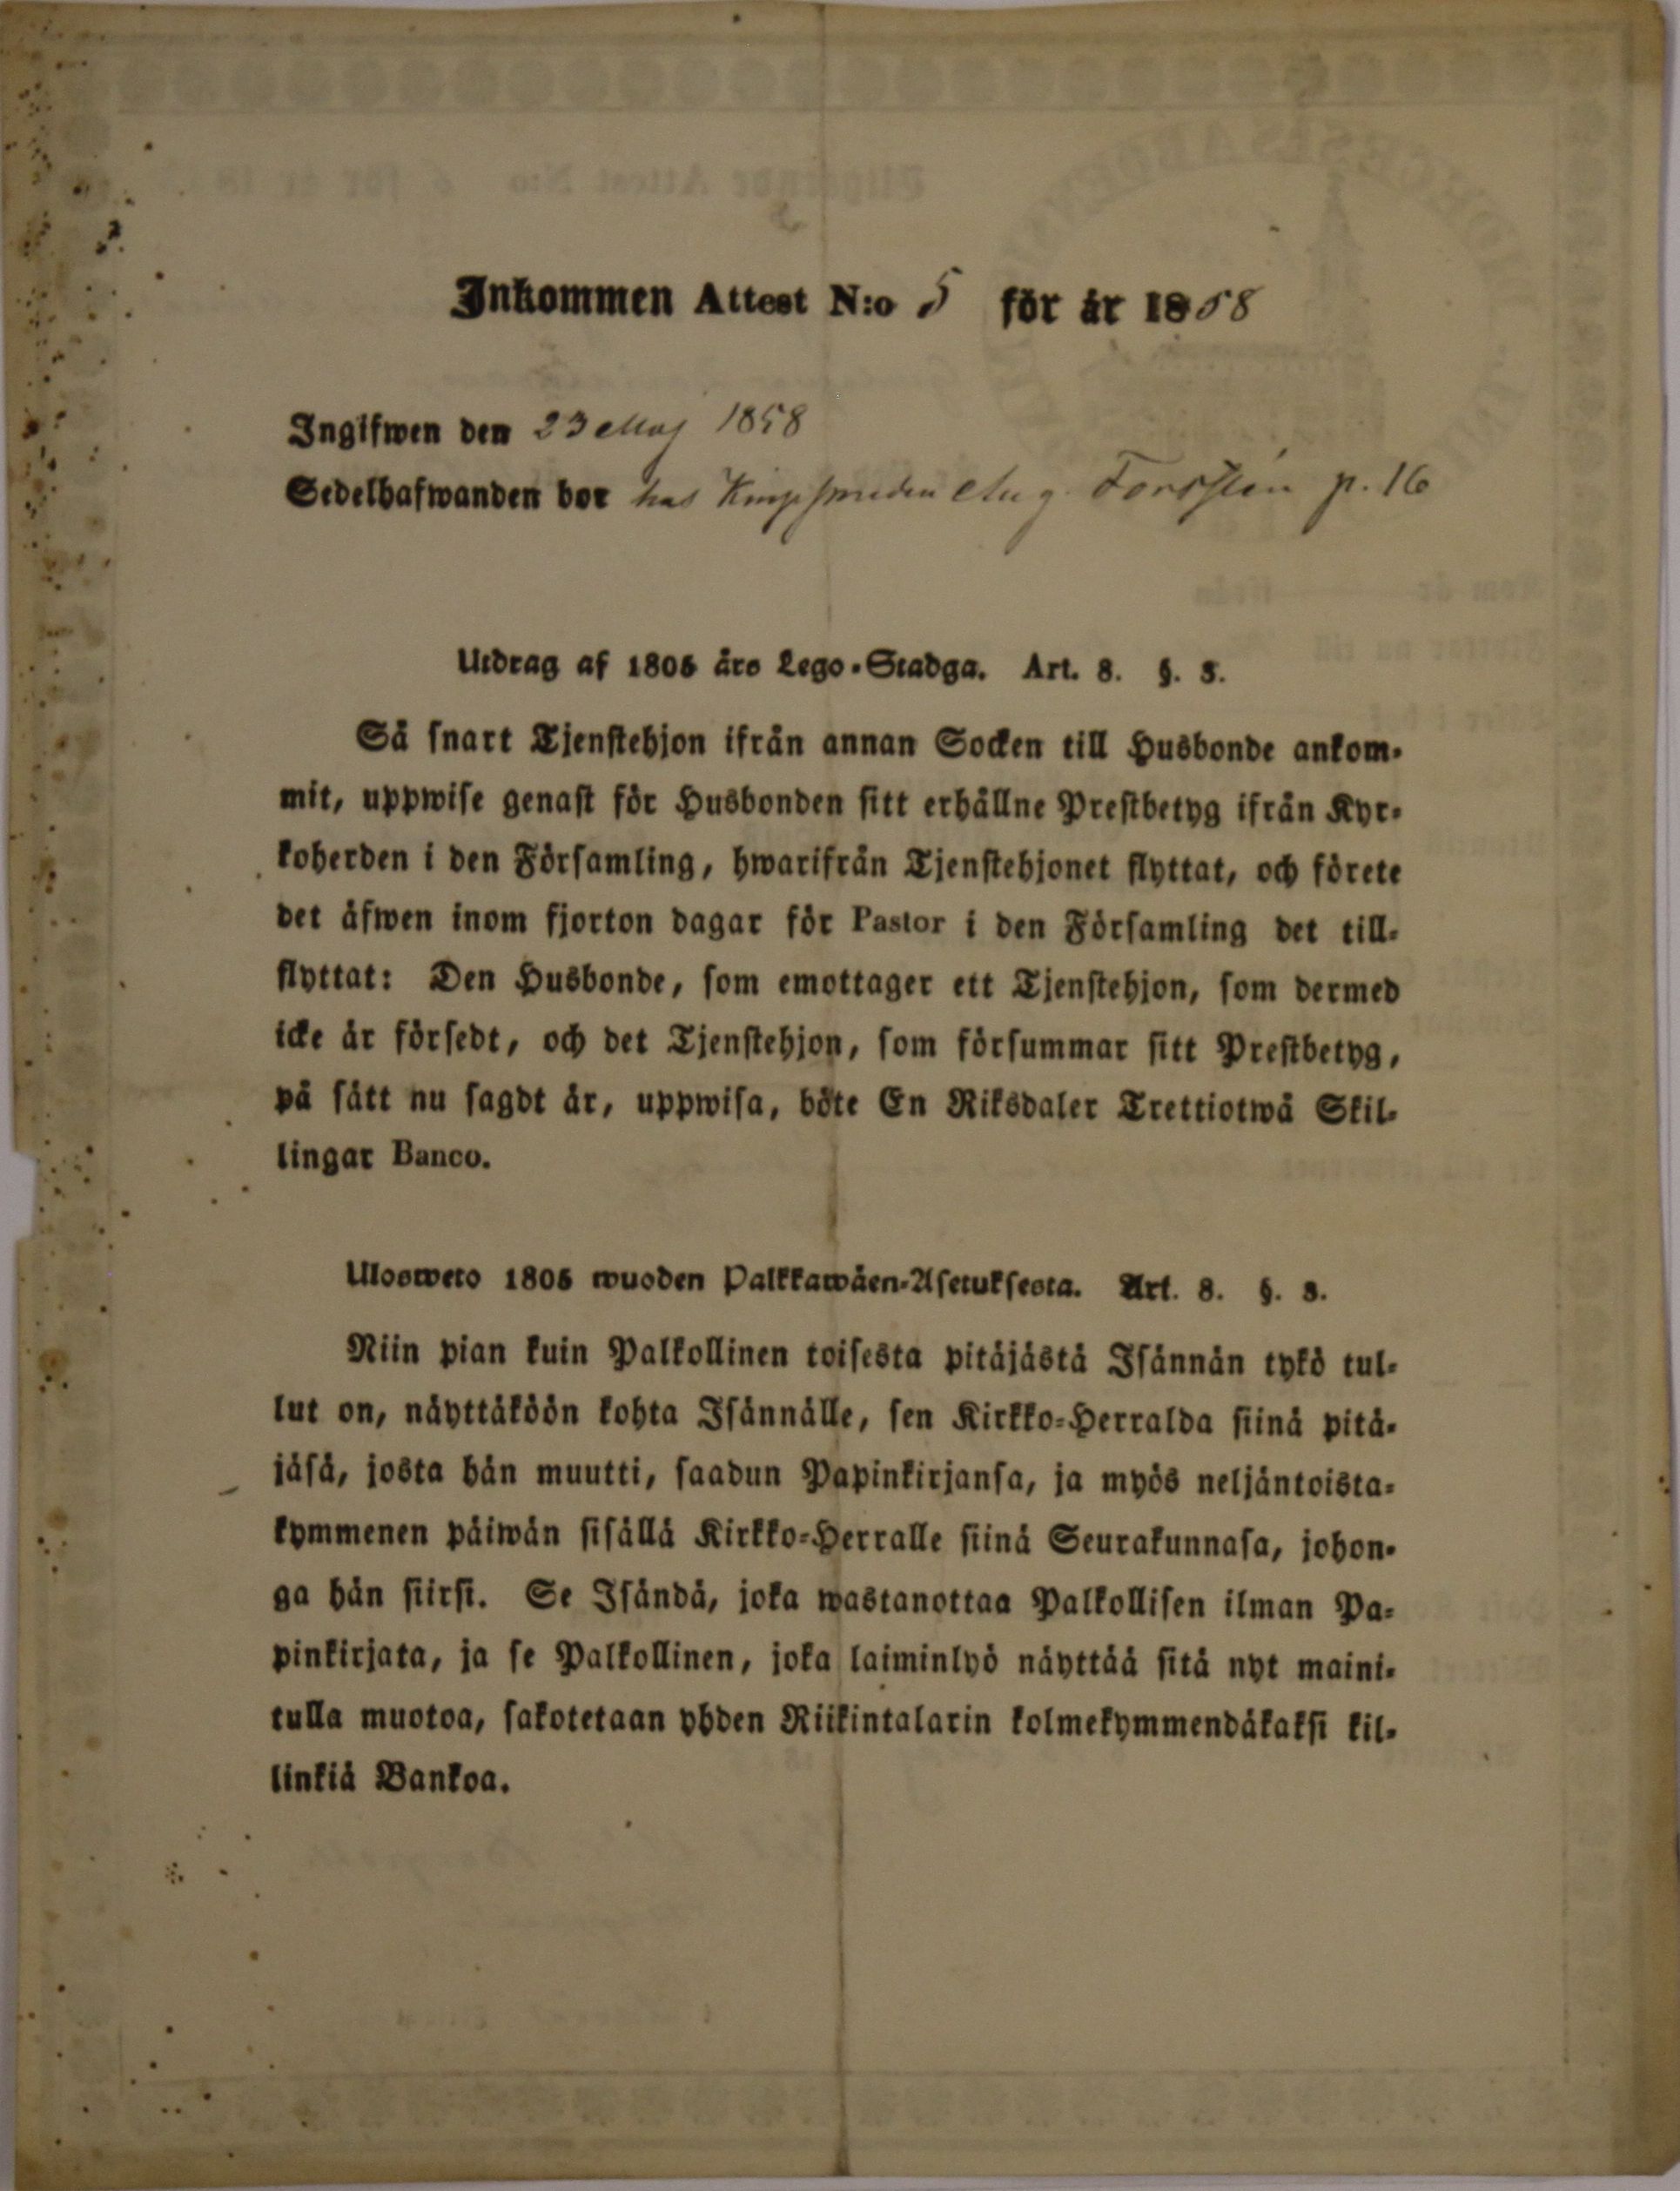 Inkommen Attest N:o 5 för år 1858
Ingifwen den 23 Maj 1858
Sedelhafwanden bor hos Aug. Forssten p. 16
Utdrag af 1805 års Lego-Stadga. Art. 8. §. 3.
Så snart Tjenstehjon ifrån annan Socken till Husbonde ankom-
mit, uppwise genast för Husbonden sitt erhållne Prestbetyg ifrån Kyr-
koherden i den Församling, hwarifrån Tjenstehjonet flyttat, och förete
det äfwen inom fjorton dagar för Pastor i den Församling det till-
flyttat: Den Husbonde, som emottager ett Tjenstehjon, som dermed
icke är försedt, och det Tjenstehjon, som försummar sitt Prestbetyg,
på sätt nu sagdt är, uppwisa, böte En Riksdaler Trettiotwå Skil-
lingar Banco.
Ulosweto 1805 wuoden Palkkawäen-Asetuksesta. Art. 8. §. 3.
Niin pian kuin Palkollinen toisesta pitäjästä Isännän tykö tul-
lut on, näyttäköön kohta Isännälle, sen Kirkko-Herralda siinä pitä-
jäsä, josta hän muutti, saadun Papinkirjansa, ja myös neljäntoista-
kymmenen päiwän sisällä Kirkko-Herralle siinä Seurakunnasa, johon-
ga hän siirsi. Se Isändä, joka wastanottaa Palkollisen ilman Pa-
pinkirjata, ja se Palkollinen, joka laiminlyö näyttää sitä nyt maini-
tulla muotoa, sakotetaan yhden Riikintalarin kolmekymmendäkaksi kil-
linkiä Bankoa.